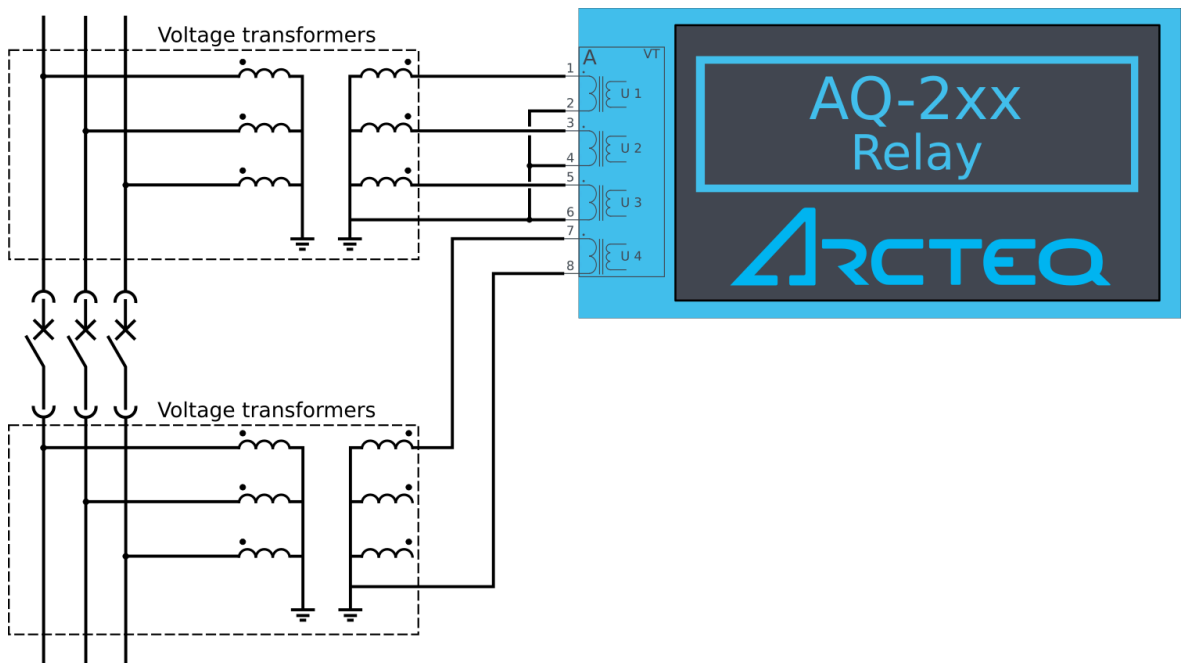 Voltage transformers
A
VT
1
2
3
4
5
6
7
8
U 1
U 2
U 3
U 4
AQ-2xx
Relay
ARCTEQ
Voltage transformers